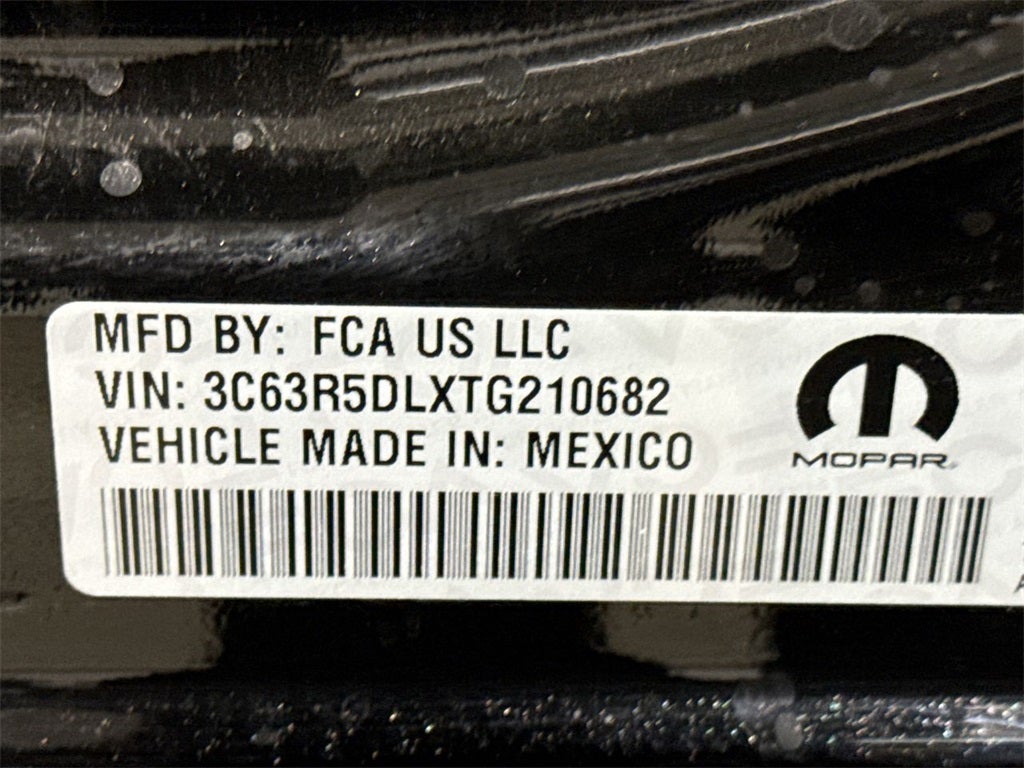 MFD BY: FCA US LLC
VIN: 3C63R5DLXTG210682
VEHICLE MADE IN: MEXICO
MOPAR